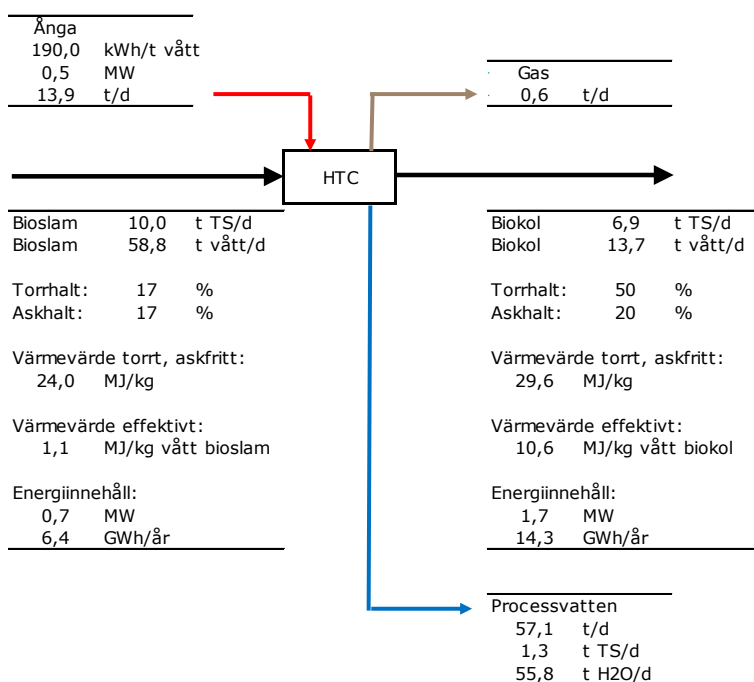 Ånga
190,0 kWh/t vått
0,5 MW
13,9 t/d
Gas
0,6 t/d
HTC
Bioslam 10,0 t TS/d
Bioslam 58,8 t vått/d
Torrhalt: 17 %
Askhalt: 17 %
Värmevärde torrt, askfritt:
24,0 MJ/kg
Värmevärde effektivt:
1,1 MJ/kg vått bioslam
Energiinnehåll:
0,7 MW
6,4 GWh/år
Biokol 6,9 t TS/d
Biokol 13,7 t vått/d
Torrhalt: 50 %
Askhalt: 20 %
Värmevärde torrt, askfritt:
29,6 MJ/kg
Värmevärde effektivt:
10,6 MJ/kg vått biokol
Energiinnehåll:
1,7 MW
14,3 GWh/år
Processvatten
57,1 t/d
1,3 t TS/d
55,8 t H2O/d